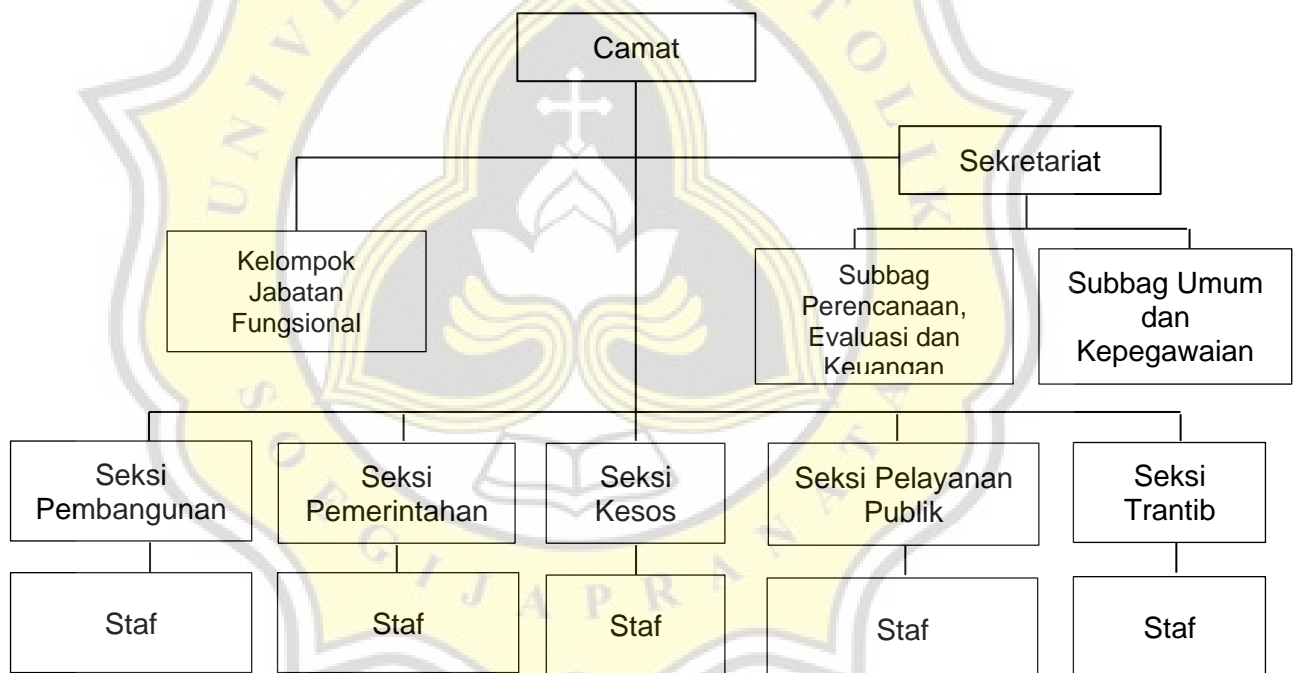 Camat
Sekretariat
Kelompok
Jabatan
Fungsional
Subbag
Perencanaan,
Evaluasi dan
Keuangan
Subbag Umum
dan
Kepegawaian
Seksi
Pembangunan
Seksi
Pemerintahan
Seksi
Kesos
Seksi Pelayanan
Publik
Seksi
Trantib
Staf
Staf
Staf
Staf
Staf
SOEGIJAPRANATA